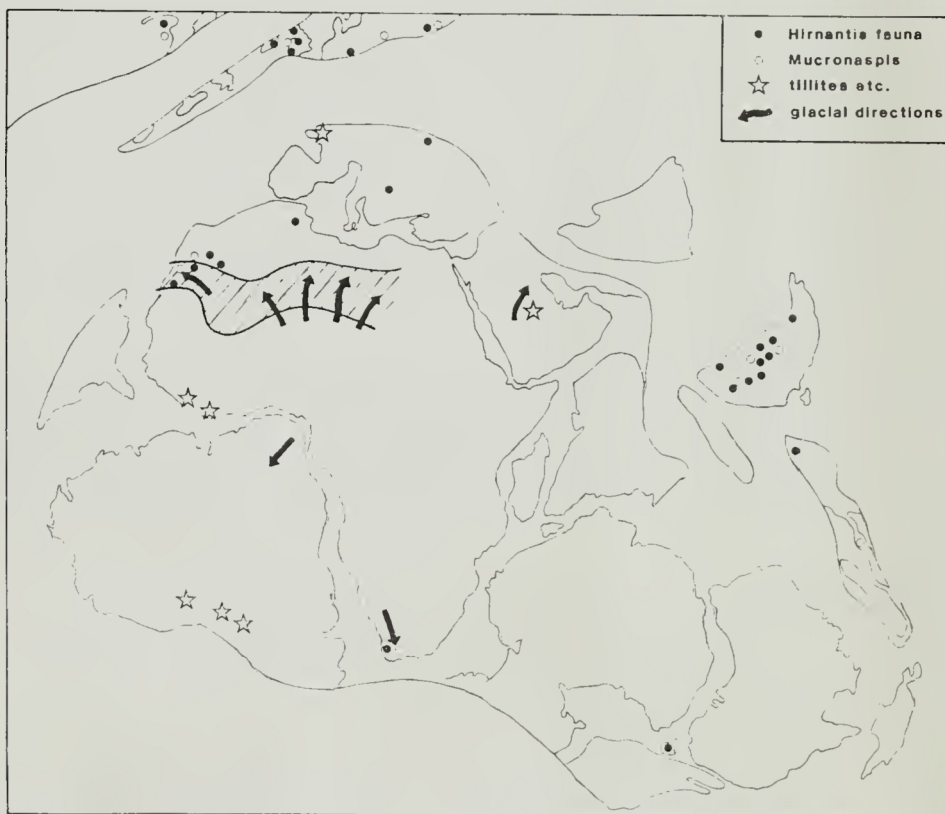 Hirnantia fauna
Mucronaspis
tillites etc.
glacial directions